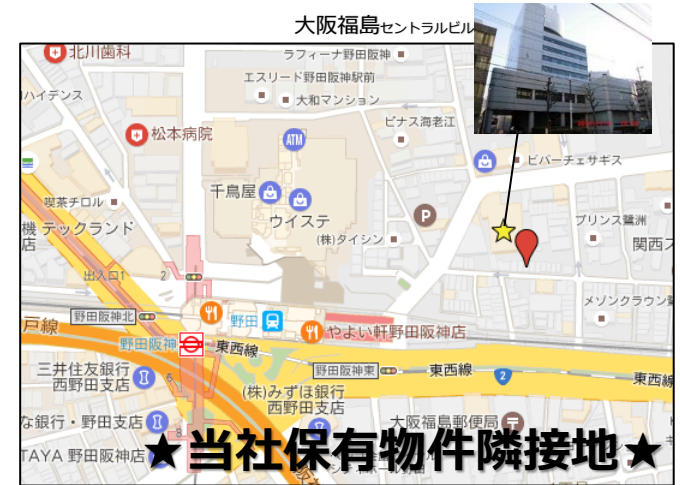 大阪福島セントラルビル
北川歯科
ラフィーナ野田阪神
エスリード野田阪神駅前
ハイデンス
大和マンション
ピナス海老江
松本病院
ATM
ビバーチェサギス
千鳥屋
喫茶チロル
P
ウイステ
プリンス鷺洲
機 テックランド
店
(株)タイシン
関西ス
出入口1
2
メゾンクラウン鷺
野田阪神北
野田
戸線
やよい軒野田阪神店
野田阪神
東西線
三井住友銀行
西野田支店
野田阪神東
東西線
2
東西線
6
(株)みずほ銀行
西野田支店
な銀行・野田支店
大阪福島郵便局
8
TAYA 野田阪神店
★当社保有物件隣接地★